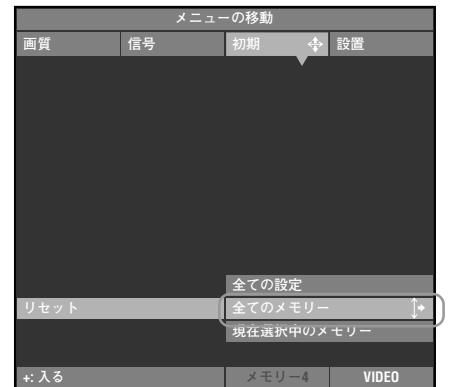 メニューの移動
画質 信号 初期 設置
全ての設定
リセット 全てのメモリー
現在選択中のメモリー
+: 入る メモリー4 VIDEO